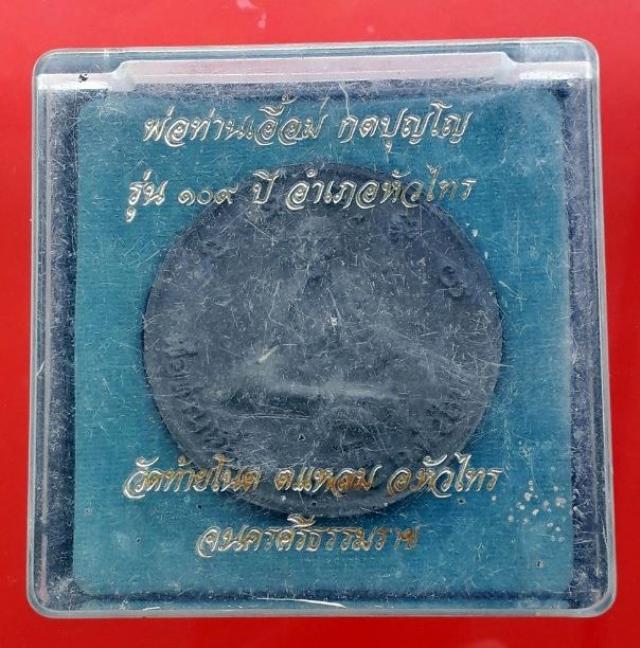 พ่อท่านเอื้อม กตปุญโญ
รุ่น ๑๐๙ ปี อำเภอหัวไทร
วัดท้ายโนต ต.แหลม อ.หัวไทร
จ.นครศรีธรรมราช